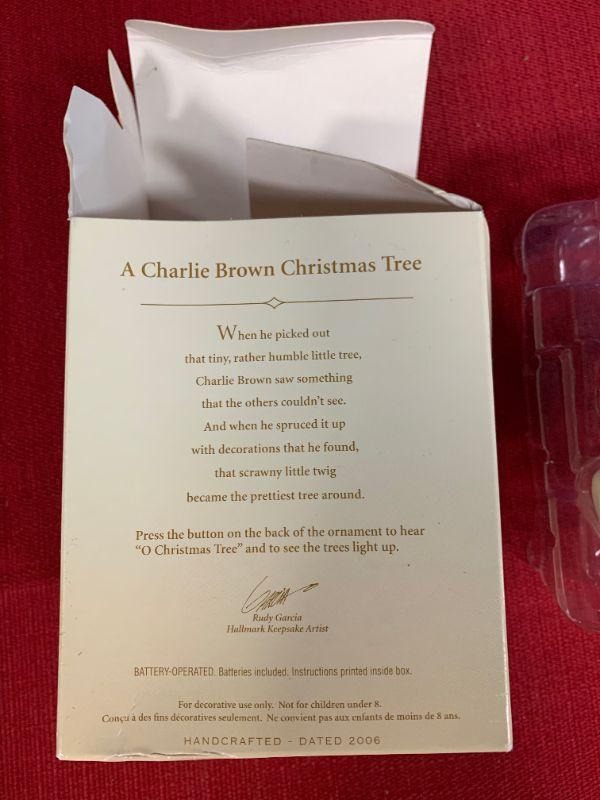 A Charlie Brown Christmas Tree
When he picked out
that tiny, rather humble little tree,
Charlie Brown saw something
that the others couldn't see.
And when he spruced it up
with decorations that he found,
that scrawny little twig
became the prettiest tree around.
Press the button on the back of the ornament to hear
"O Christmas Tree" and to see the trees light up.
Garcia
Rudy Garcia
Hallmark Keepsake Artist
BATTERY-OPERATED. Batteries included. Instructions printed inside box.
For decorative use only. Not for children under 8.
Conçu à des fins décoratives seulement. Ne convient pas aux enfants de moins de 8 ans.
HANDCRAFTED - DATED 2006